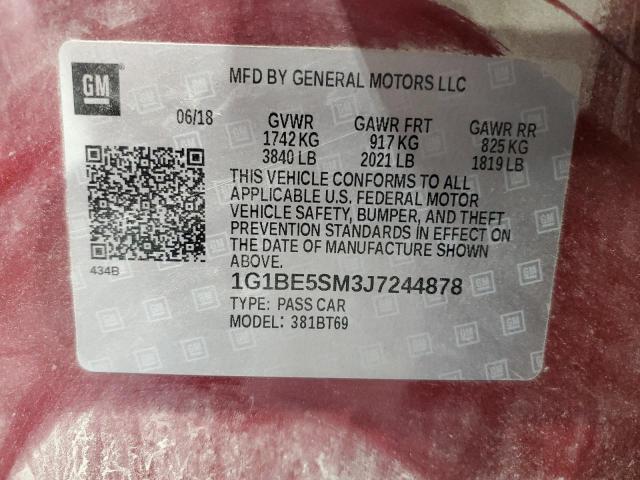 GM
MFD BY GENERAL MOTORS LLC
06/18
GVWR GAWR FRT GAWR RR
1742 KG 917 KG 825 KG
3840 LB 2021 LB 1819 LB
THIS VEHICLE CONFORMS TO ALL
APPLICABLE U.S. FEDERAL MOTOR
VEHICLE SAFETY, BUMPER, AND THEFT
PREVENTION STANDARDS IN EFFECT ON
THE DATE OF MANUFACTURE SHOWN
ABOVE.
434B
1G1BE5SM3J7244878
TYPE: PASS CAR
MODEL: 381BT69